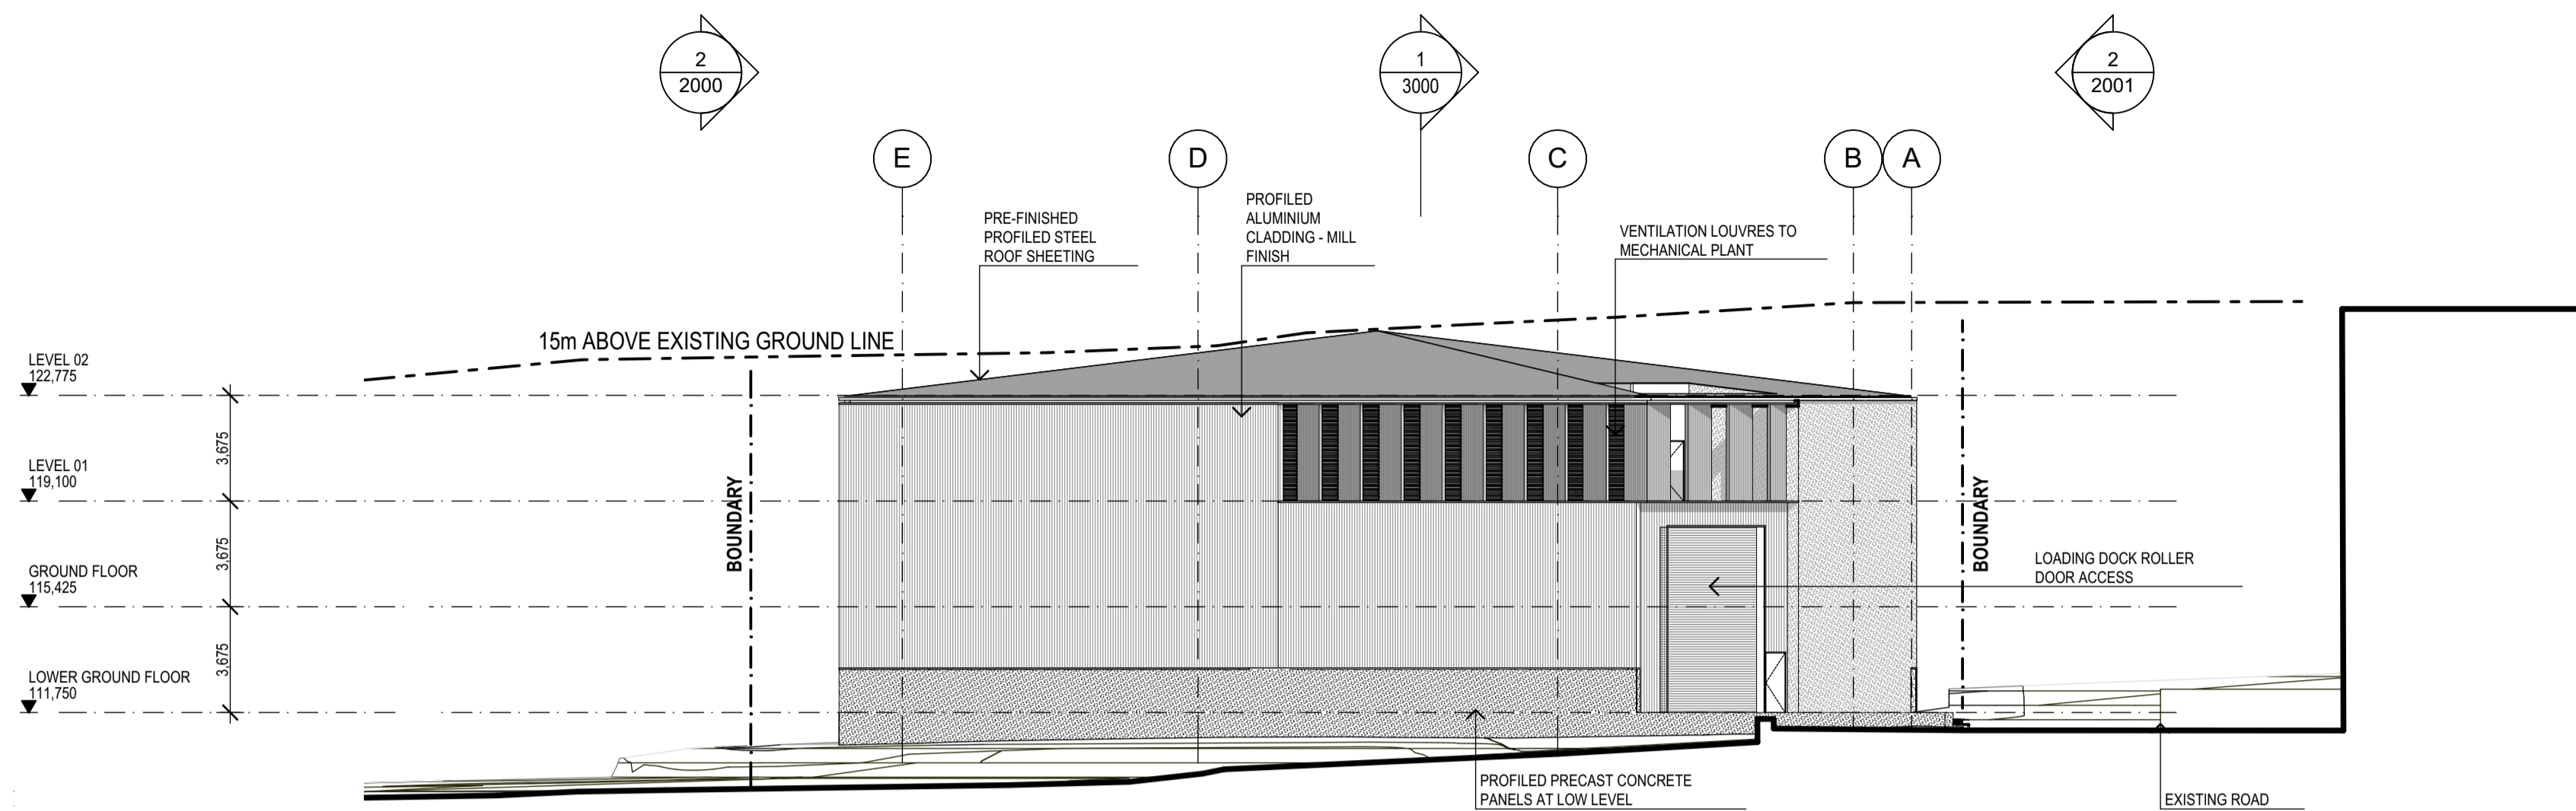 2
2000
1
3000
2
2001
E
D
C
B
A
PRE-FINISHED
PROFILED STEEL
ROOF SHEETING
PROFILED
ALUMINIUM
CLADDING - MILL
FINISH
VENTILATION LOUVRES TO
MECHANICAL PLANT
15m ABOVE EXISTING GROUND LINE
LEVEL 02
122,775
3,675
LEVEL 01
119,100
3,675
GROUND FLOOR
115,425
3,675
LOWER GROUND FLOOR
111,750
BOUNDARY
BOUNDARY
LOADING DOCK ROLLER
DOOR ACCESS
PROFILED PRECAST CONCRETE
PANELS AT LOW LEVEL
EXISTING ROAD